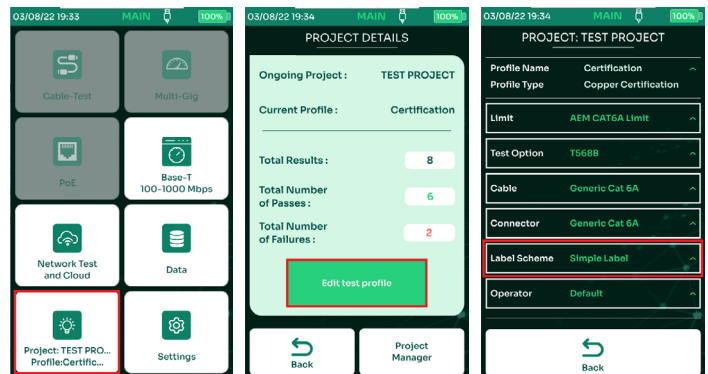 03/08/22 19:33 MAIN 100%
Cable-Test
Multi-Gig
PoE
Base-T
100-1000 Mbps
Network Test
and Cloud
Data
Project: TEST PRO...
Profile:Certific...
Settings
03/08/22 19:34 MAIN 100%
PROJECT DETAILS
Ongoing Project : TEST PROJECT
Current Profile : Certification
Total Results : 8
Total Number
of Passes : 6
Total Number
of Failures : 2
Edit test profile
Back
Project
Manager
03/08/22 19:34 MAIN 100%
PROJECT: TEST PROJECT
Profile Name Certification
Profile Type Copper Certification
Limit AEM CAT6A Limit
Test Option T568B
Cable Generic Cat 6A
Connector Generic Cat 6A
Label Scheme Simple Label
Operator Default
Back